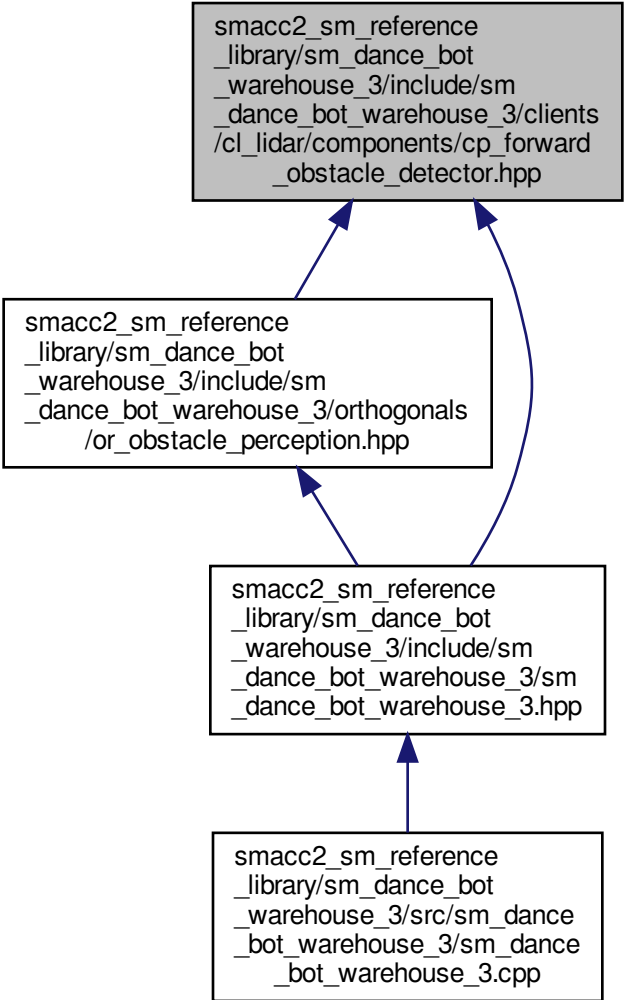 smacc2_sm_reference
_library/sm_dance_bot
_warehouse_3/include/sm
_dance_bot_warehouse_3/clients
/cl_lidar/components/cp_forward
_obstacle_detector.hpp
smacc2_sm_reference
_library/sm_dance_bot
_warehouse_3/include/sm
_dance_bot_warehouse_3/orthogonals
/or_obstacle_perception.hpp
smacc2_sm_reference
_library/sm_dance_bot
_warehouse_3/include/sm
_dance_bot_warehouse_3/sm
_dance_bot_warehouse_3.hpp
smacc2_sm_reference
_library/sm_dance_bot
_warehouse_3/src/sm_dance
_bot_warehouse_3/sm_dance
_bot_warehouse_3.cpp